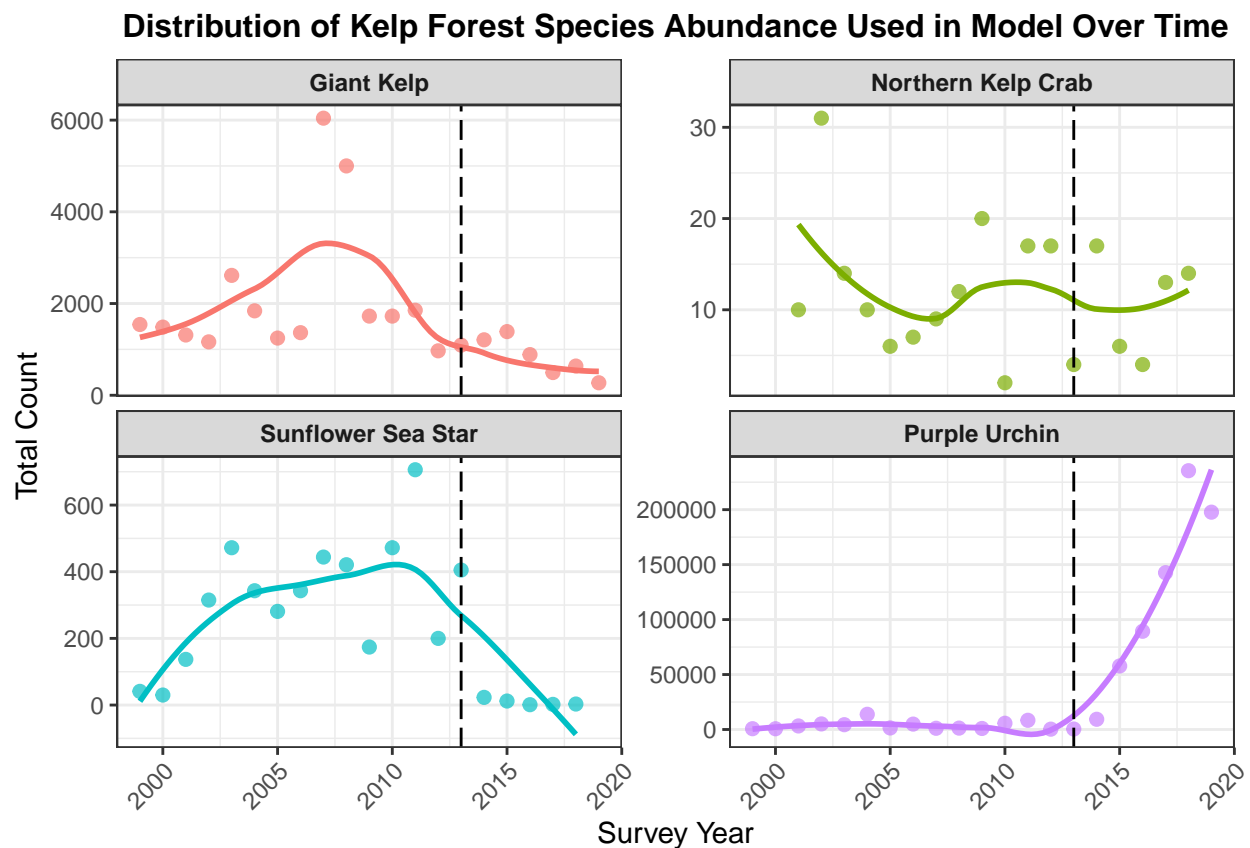 Distribution of Kelp Forest Species Abundance Used in Model Over Time
Giant Kelp
Northern Kelp Crab
6000
4000
2000
0
30
20
10
Total Count
Sunflower Sea Star
Purple Urchin
600
400
200
0
200000
150000
100000
50000
0
2000 2005 2010 2015 2020
2000 2005 2010 2015 2020
Survey Year